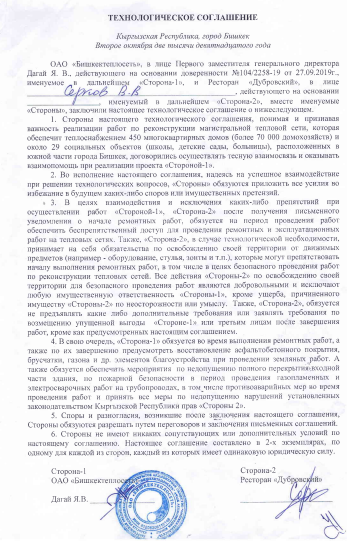 ТЕХНОЛОГИЧЕСКОЕ СОГЛАШЕНИЕ
Кыргызская Республика, город Бишкек
Второе октября две тысячи девятнадцатого года
ОАО «Бишкектеплосеть», в лице Первого заместителя генерального директора
Дагай Я. В., действующего на основании доверенности №104/2258-19 от 27.09.2019г.,
именуемое в дальнейшем «Сторона-1», и Ресторан «Дубровский», в лице
В.В , действующего на основании
, именуемый в дальнейшем «Сторона-2», вместе именуемые
«Стороны», заключили настоящее технологическое соглашение о нижеследующем.
1. Стороны настоящего технологического соглашения, понимая и признавая
важность реализации работ по реконструкции магистральной тепловой сети, которая
обеспечит теплоснабжение 450 многоквартирных домов (более 70 000 домохозяйств) и
около 29 социальных объектов (школы, детские сады, больницы), расположенных в
южной части города Бишкек, договорились осуществлять тесную взаимосвязь и оказывать
взаимопомощь при реализации проекта «Стороной-1».
2. Во исполнение настоящего соглашения, надеясь на успешное взаимодействие
при решении технологических вопросов, «Стороны» обязуются приложить все усилия во
избежание в будущем каких-либо споров или имущественных претензий.
3. В целях взаимодействия и исключения каких-либо препятствий при
осуществлении работ «Стороной-1», «Сторона-2» после получения письменного
уведомления о начале ремонтных работ, обязуется на период проведения работ
обеспечить беспрепятственный доступ для проведения ремонтных и эксплуатационных
работ на тепловых сетях. Также, «Сторона-2», в случае технологической необходимости,
принимает на себя обязательства по освобождению своей территории от движимых
предметов (например - оборудование, стулья, зонты и т.п.), которые могут препятствовать
началу выполнения ремонтных работ, в том числе в целях безопасного проведения работ
по реконструкции тепловых сетей. Все действия «Стороны-2» по освобождению своей
территории для безопасного проведения работ являются добровольными и исключают
любую имущественную ответственность «Стороны-1», кроме ущерба, причиненного
имуществу «Стороны-2» по неосторожности или умыслу. Также, «Сторона-2», обязуется
не предъявлять какие либо дополнительные требования или заявлять требования по
возмещению упущенной выгоды «Стороне-1» или третьим лицам после завершения
работ, кроме как предусмотренных настоящим соглашением.
4. В свою очередь, «Сторона-1» обязуется во время выполнения ремонтных работ, а
также по их завершению предусмотреть восстановление асфальтобетонного покрытия,
брусчатки, газона и др. элементов благоустройства при проведении земляных работ. А
также обязуется обеспечить мероприятия по недопущению полного перекрытия входной
части здания, по пожарной безопасности в период проведения газопламенных и
электросварочных работ на трубопроводах, в том числе противоаварийных мер во время
проведения работ и принять все меры по недопущению нарушений установленных
законодательством Кыргызской Республики прав «Стороны 2».
5. Споры и разногласия, возникшие после заключения настоящего соглашения,
Стороны обязуются разрешать путем переговоров и заключения письменных соглашений.
6. Стороны не имеют никаких сопутствующих или дополнительных условий по
настоящему соглашению. Настоящее соглашение составлено в 2-х экземплярах, по
одному для каждой из сторон, каждый из которых имеет одинаковую юридическую силу.
Сторона-1 Сторона-2
ОАО «Бишкектеплосеть» Ресторан «Дубровский»
Дагай Я.В.